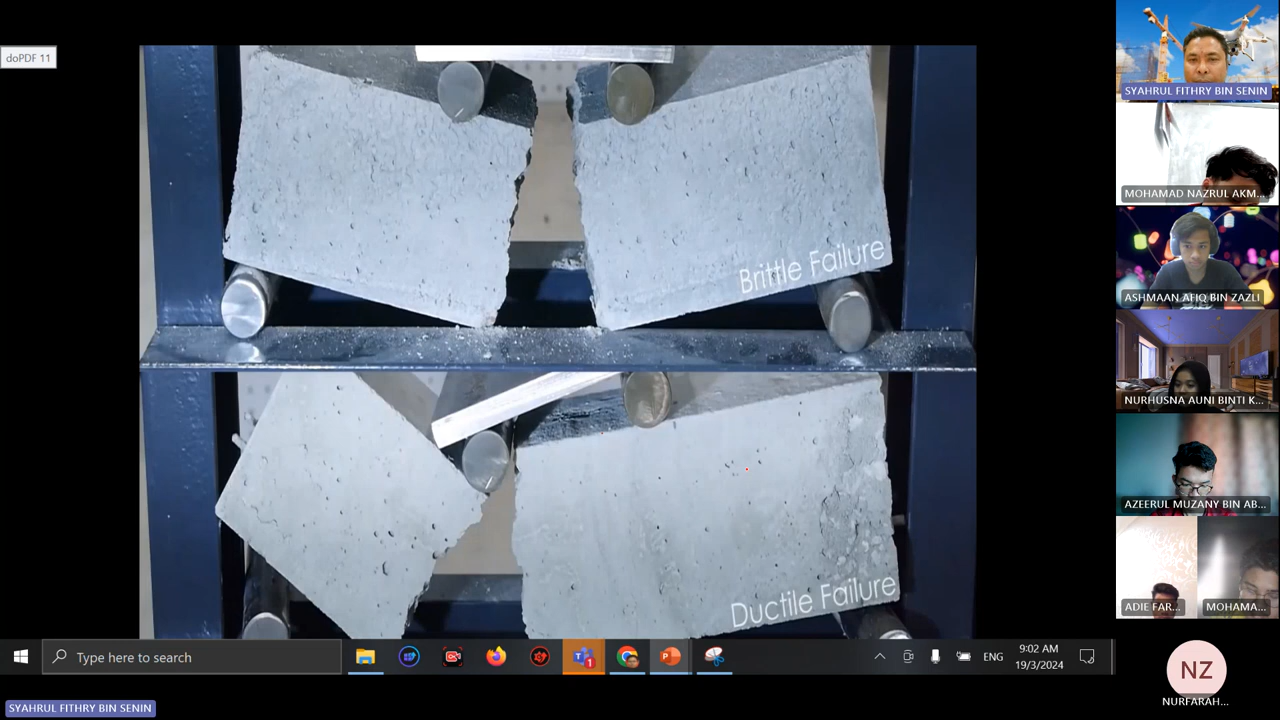 doPDF 11
Brittle Failure
Ductile Failure
SYAHRUL FITHRY BIN SENIN
MOHAMAD NAZRUL AKM...
ASHMAAN AFIQ BIN ZAZLI
NURHUSNA AUNI BINTI K...
AZEERUL MUZANY BIN AB...
ADIE FAR...
MOHAMA...
NZ
NURFARAH...
Type here to search
1
ENG
9:02 AM
19/3/2024
SYAHRUL FITHRY BIN SENIN